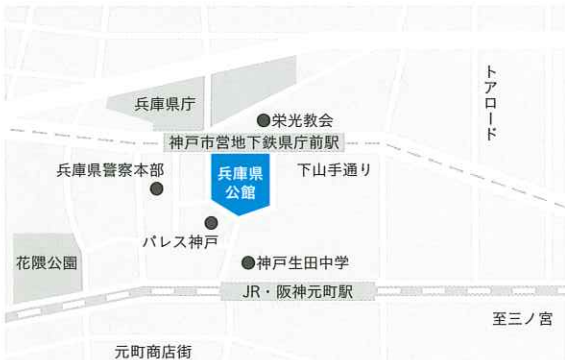 トアロード
兵庫県庁
栄光教会
神戸市営地下鉄県庁前駅
兵庫県警察本部
兵庫県
公館
下山手通り
パレス神戸
花隈公園
神戸生田中学
JR・阪神元町駅
至三ノ宮
元町商店街